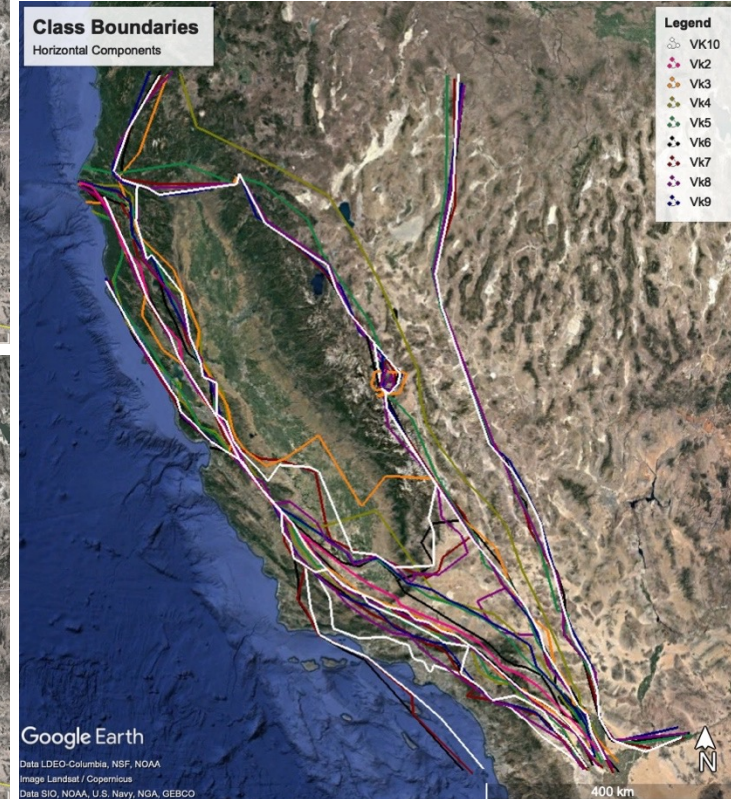 Class Boundaries
Horizontal Components
Legend
VK10
Vk2
Vk3
Vk4
Vk5
Vk6
Vk7
Vk8
Vk9
Google Earth
Data LDEO-Columbia, NSF, NOAA
Image Landsat / Copernicus
Data SIO, NOAA, U.S. Navy, NGA, GEBCO
N
400 km